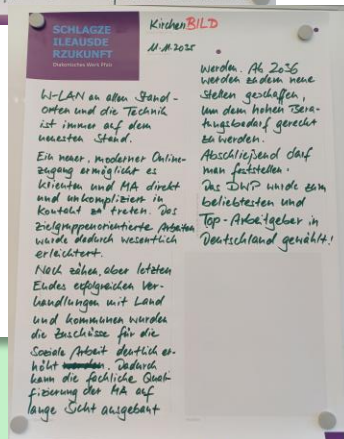 SCHLAGZE
ILEAUSDE
RZUKUNFT
Diakonisches Werk Pfalz
KirchenBILD
11.11.2035
W-LAN an allen Stand-
orten und die Technik
ist immer auf dem
neuesten Stand.
Ein neuer, moderner Online-
zugang ermöglicht es
Klienten und MA direkt
und unkompliziert in
Kontakt zu treten. Das
zielgruppenorientierte Arbeiten
wurde dadurch wesentlich
erleichtert.
Nach zähen, aber letzten
Endes erfolgreichen Ver-
handlungen mit Land
und Kommunen wurden
die Zuschüsse für die
Soziale Arbeit deutlich er-
höht. Dadurch
kann die fachliche Quali
fizierung der MA auf
lange Sicht ausgebaut
werden. Ab 2036
werden zudem neue
Stellen geschaffen,
um dem hohen Bera-
tungsbedarf gerecht
zu werden.
Abschließend darf
man feststellen.
Das DWP wurde zum
beliebtesten und
Top-Arbeitgeber in
Deutschland gewählt!